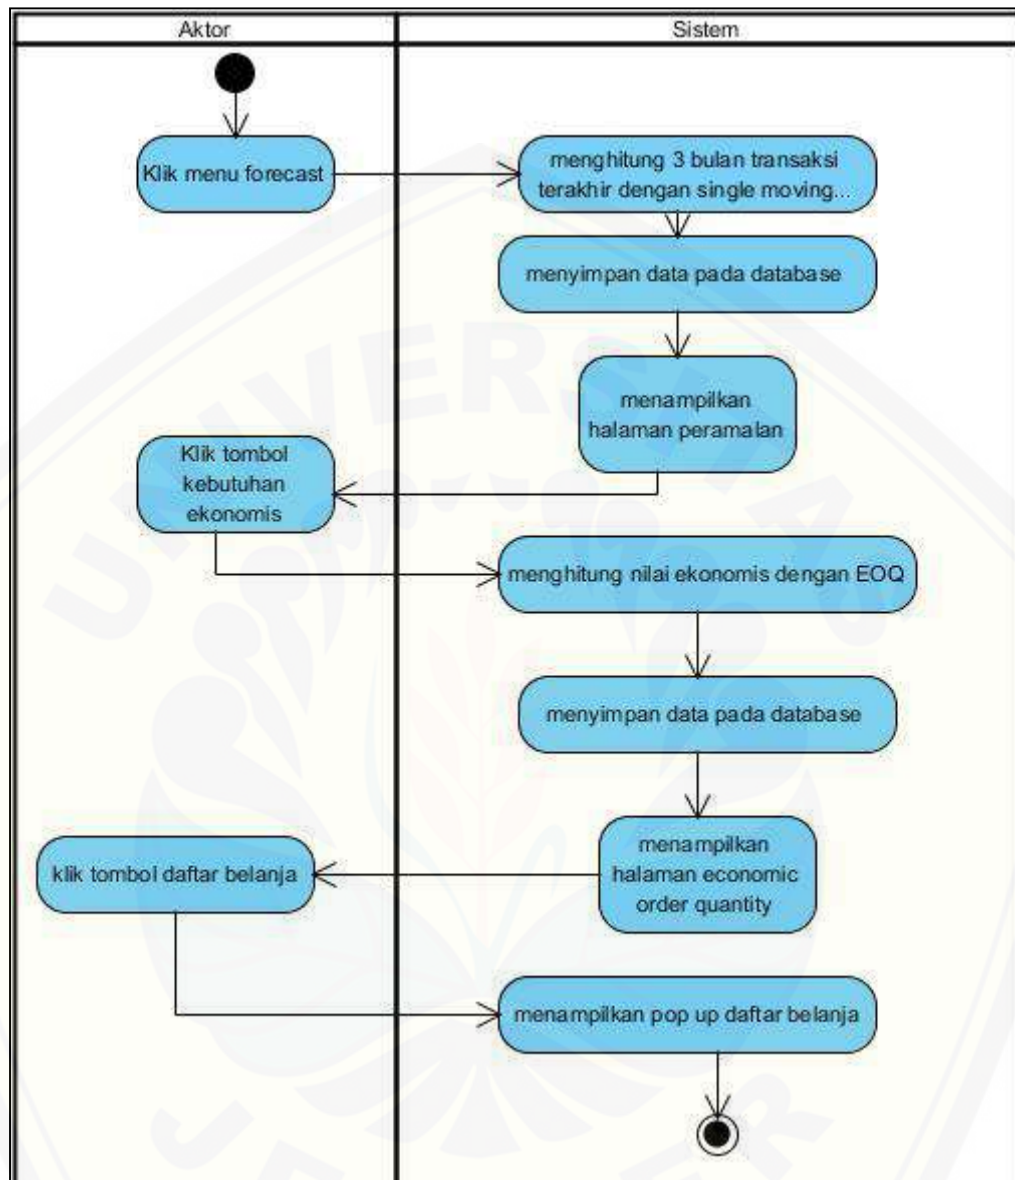 Aktor
Sistem
Klik menu forecast
menghitung 3 bulan transaksi
terakhir dengan single moving...
menyimpan data pada database
menampilkan
halaman peramalan
Klik tombol
kebutuhan
ekonomis
menghitung nilai ekonomis dengan EOQ
menyimpan data pada database
menampilkan
halaman economic
order quantity
klik tombol daftar belanja
menampilkan pop up daftar belanja
UNIVERSITAS
JEMBER